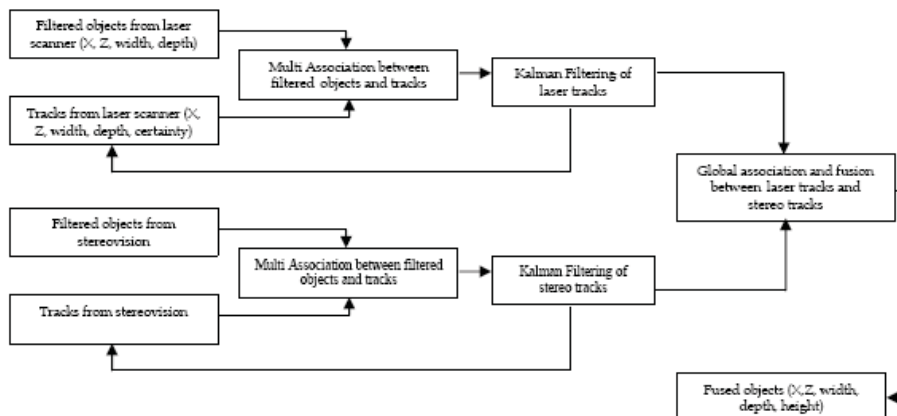 Filtered objects from laser
scanner (X, Z, width, depth)
Multi Association between
filtered objects and tracks
Kalman Filtering of
laser tracks
Tracks from laser scanner (X,
Z, width, depth, certainty)
Global association and fusion
between laser tracks and
stereo tracks
Filtered objects from
stereovision
Multi Association between filtered
objects and tracks
Kalman Filtering of
stereo tracks
Tracks from stereovision
Fused objects (X,Z, width,
depth, height)